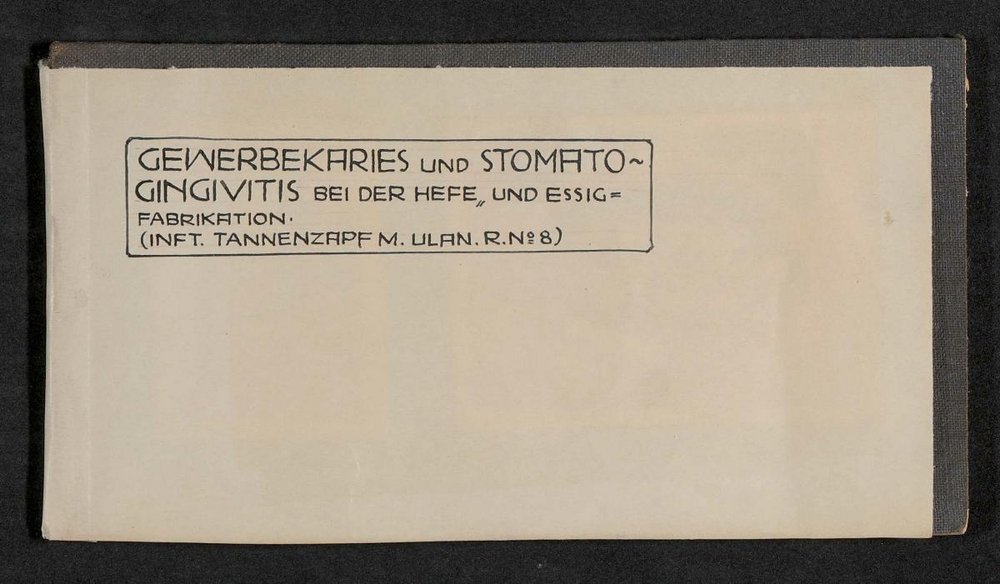 GEWERBEKARIES UND STOMATO~
GINGIVITIS BEI DER HEFE„ UND ESSIG=
FABRIKATION.
(INFT. TANNENZAPF M. ULAN. R. Nº 8)